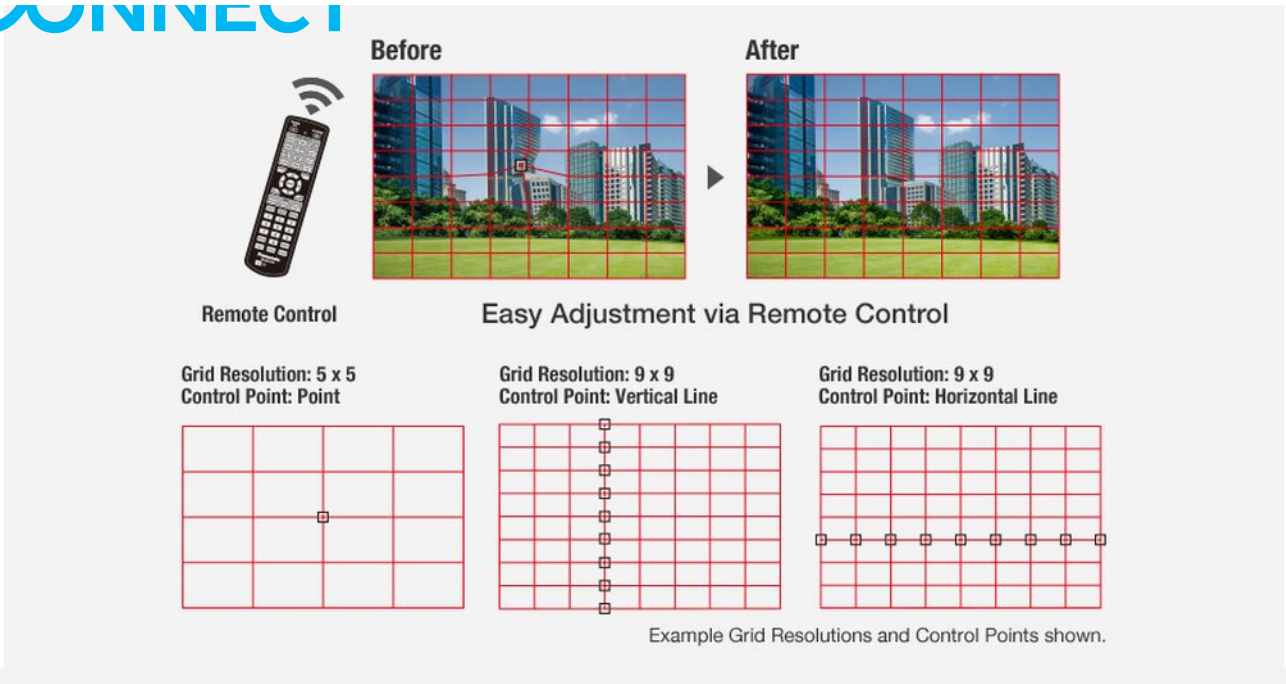 CONNECT
Before
After
Remote Control
Easy Adjustment via Remote Control
Grid Resolution: 5 x 5
Control Point: Point
Grid Resolution: 9 x 9
Control Point: Vertical Line
Grid Resolution: 9 x 9
Control Point: Horizontal Line
Example Grid Resolutions and Control Points shown.